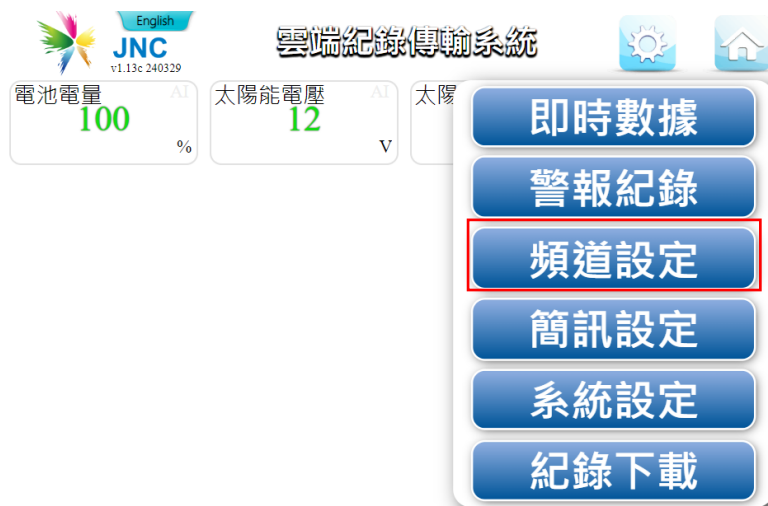 English
JNC
v1.13c 240329
雲端紀錄傳輸系統
電池電量 AI
100
%
太陽能電壓 AI
12
V
太陽
即時數據
警報紀錄
頻道設定
簡訊設定
系統設定
紀錄下載